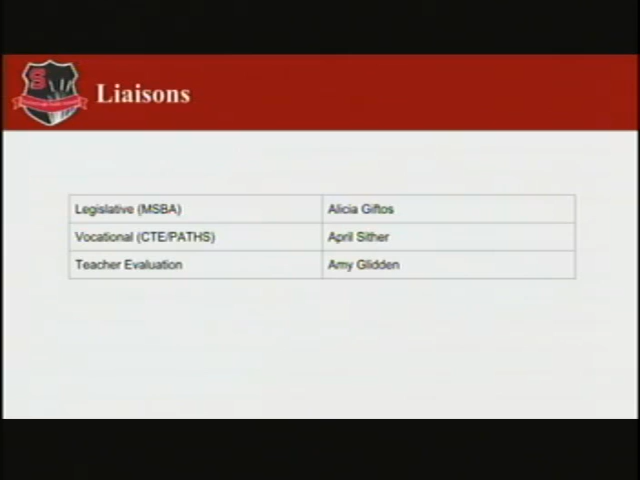 S
Liaisons
Legislative (MSBA) Alicia Giftos
Vocational (CTE/PATHS) April Sither
Teacher Evaluation Amy Glidden